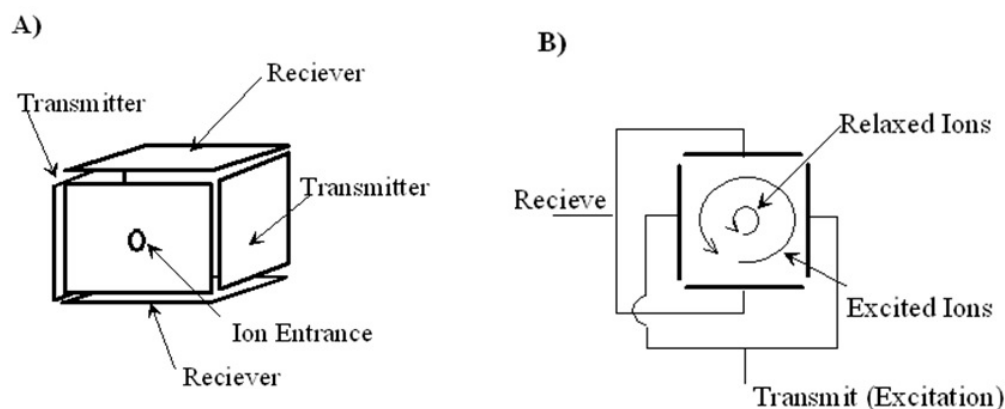 A)
Reciever
Transmitter
Transmitter
Ion Entrance
Reciever
B)
Relaxed Ions
Recieve
Excited Ions
Transmit (Excitation)